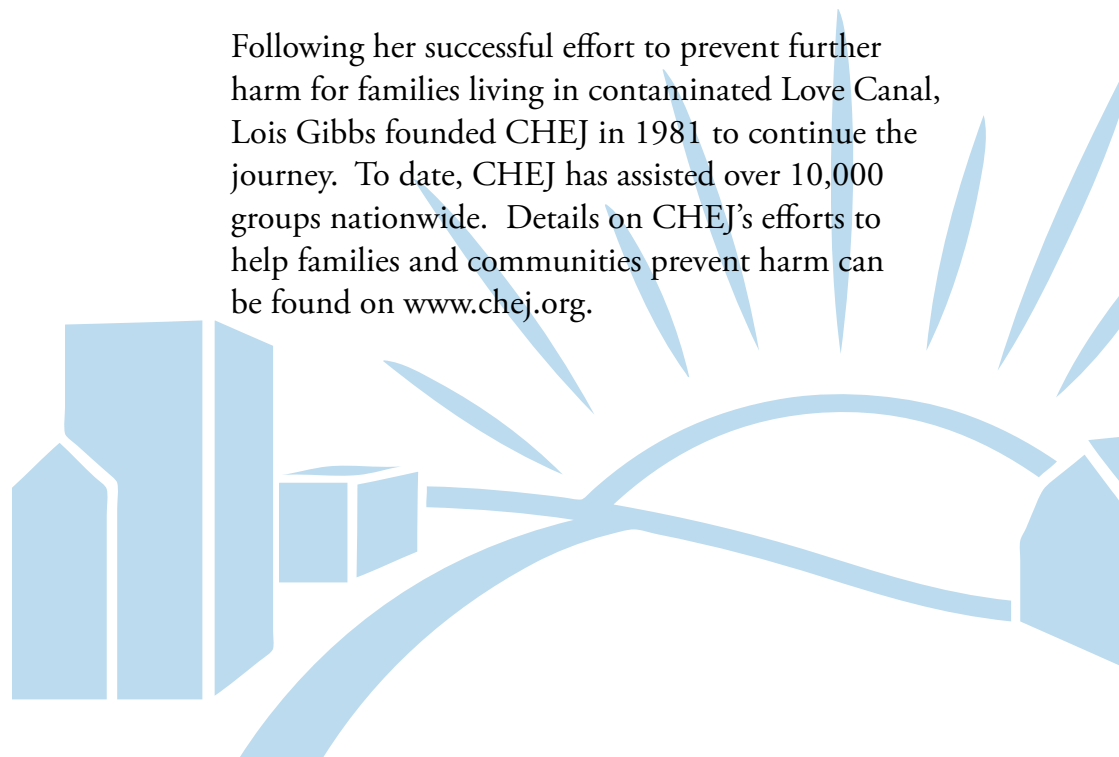 Following her successful effort to prevent further
harm for families living in contaminated Love Canal,
Lois Gibbs founded CHEJ in 1981 to continue the
journey.  To date, CHEJ has assisted over 10,000
groups nationwide.  Details on CHEJ’s efforts to
help families and communities prevent harm can
be found on www.chej.org.